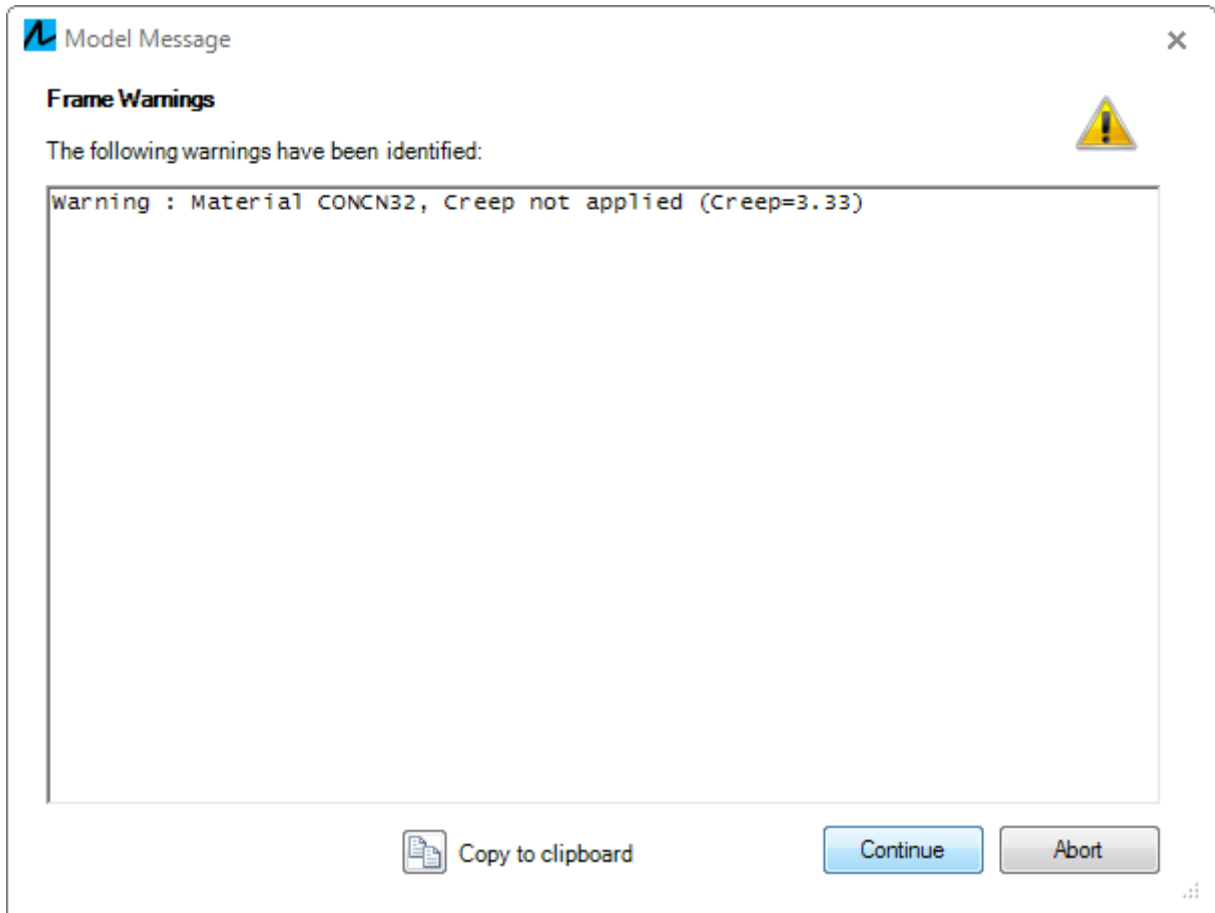 Model Message
Frame Warnings
The following warnings have been identified:
Warning : Material CONCN32, Creep not applied (Creep=3.33)
Copy to clipboard
Continue
Abort